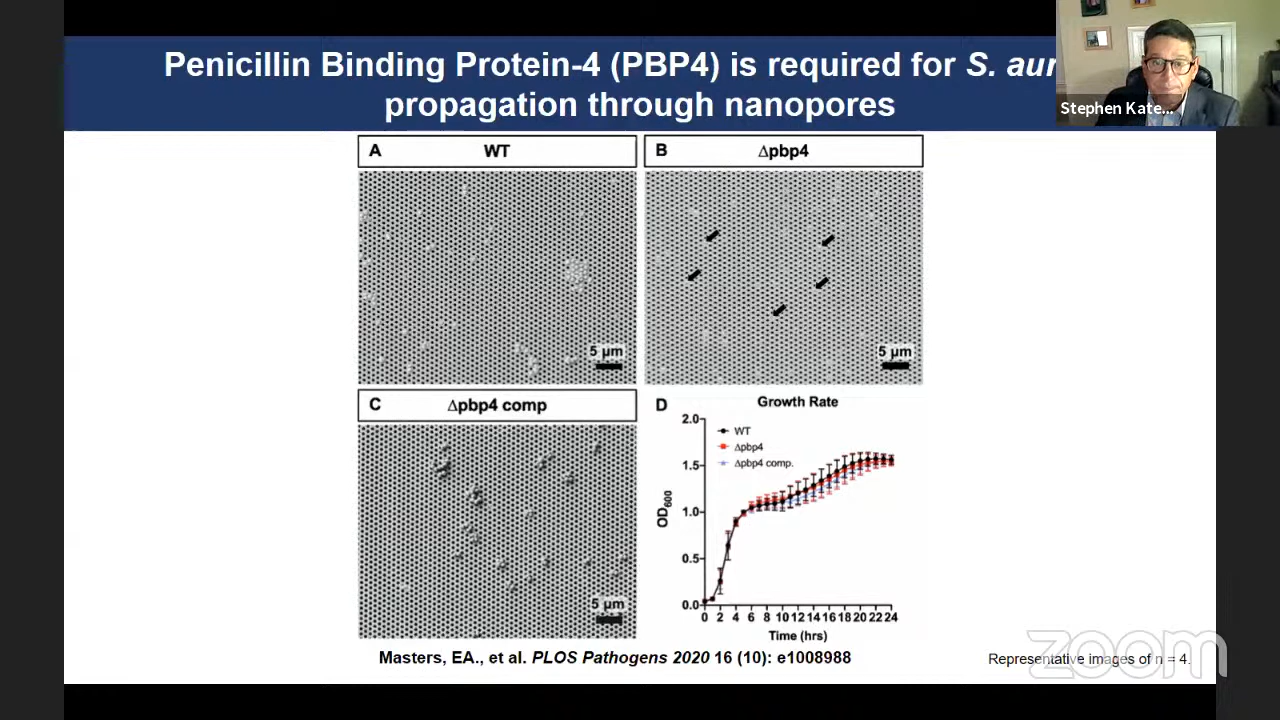 Penicillin Binding Protein-4 (PBP4) is required for S. aur
propagation through nanopores
Stephen Kate...
A WT
B Δpbp4
5 µm
5 µm
C Δpbp4 comp
5 µm
D Growth Rate
2.0
1.5
1.0
0.5
0.0
OD600
WT
Δpbp4
Δpbp4 comp.
0 2 4 6 8 10 12 14 16 18 20 22 24
Time (hrs)
Masters, EA., et al. PLOS Pathogens 2020 16 (10): e1008988
Representative images of n = 4.
zoom